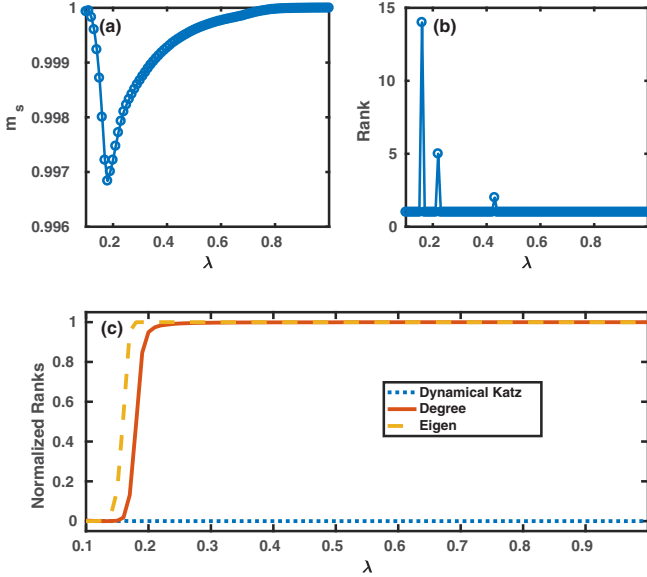 (a)
1
0.999
0.998
0.997
0.996
m s
0.2 0.4 0.6 0.8
λ
(b)
15
10
5
0
Rank
0.2 0.4 0.6 0.8
λ
(c)
1
0.8
0.6
0.4
0.2
0
Normalized Ranks
Dynamical Katz
Degree
Eigen
0.1 0.2 0.3 0.4 0.5 0.6 0.7 0.8 0.9
λ